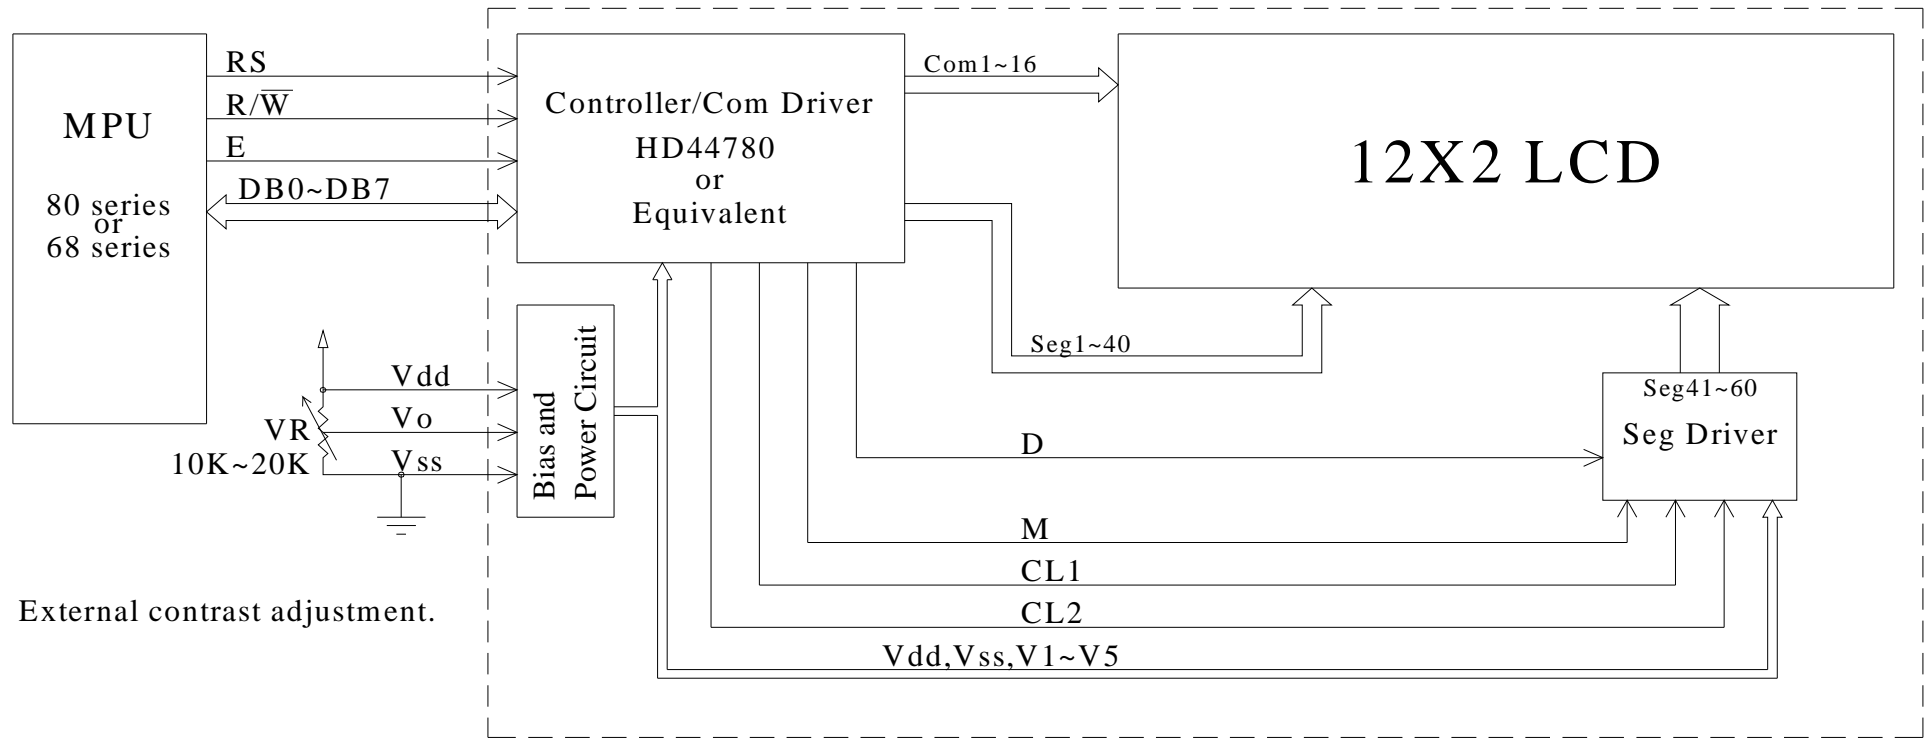 MPU
80 series
or
68 series
RS
R/W̅
E
DB0~DB7
Controller/Com Driver
HD44780
or
Equivalent
Com1~16
12X2 LCD
Seg1~40
Seg41~60
Seg Driver
Vdd
Vo
Vss
VR
10K~20K
Bias and
Power Circuit
D
M
CL1
CL2
Vdd,Vss,V1~V5
External contrast adjustment.